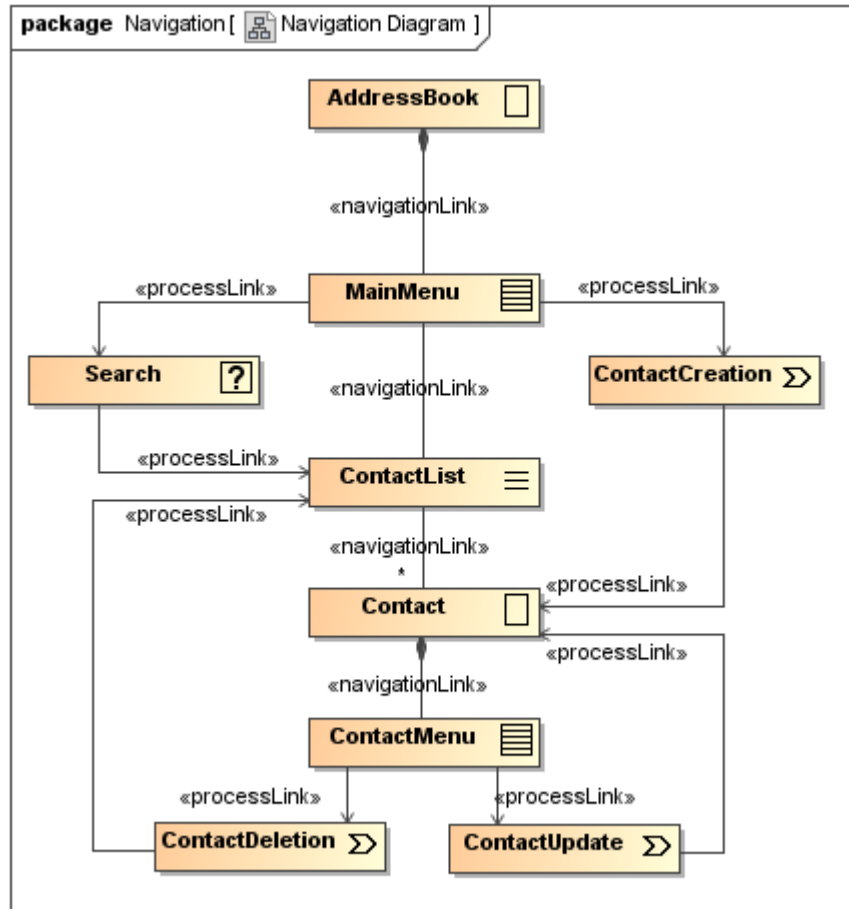 package Navigation[ Navigation Diagram ]
AddressBook
«navigationLink»
«processLink»
MainMenu
«processLink»
Search ?
«navigationLink»
ContactCreation
«processLink»
ContactList
«processLink»
«navigationLink»
*
«processLink»
Contact
«processLink»
«navigationLink»
ContactMenu
«processLink»
«processLink»
ContactDeletion
ContactUpdate